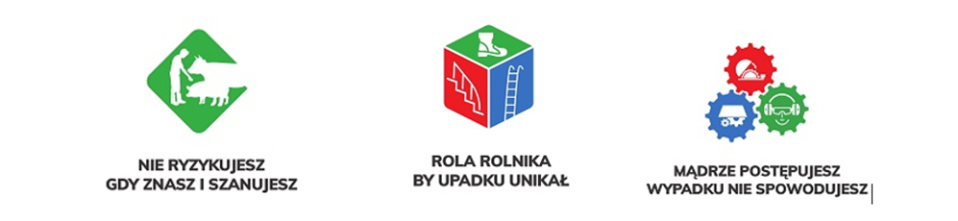 NIE RYZYKUJESZ
GDY ZNASZ I SZANUJESZ
ROLA ROLNIKA
BY UPADKU UNIKAŁ
MĄDRZE POSTĘPUJESZ
WYPADKU NIE SPOWODUJESZ